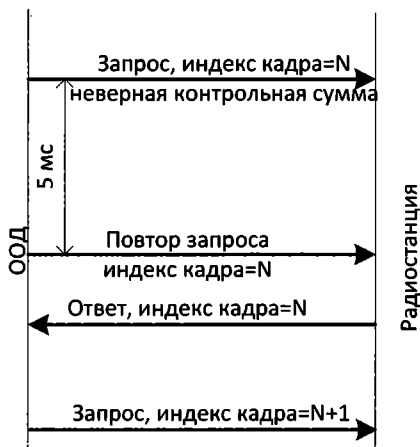 Запрос, индекс кадра=N
неверная контрольная сумма
5 мс
ООД
Радиостанция
Повтор запроса
индекс кадра=N
Ответ, индекс кадра=N
Запрос, индекс кадра=N+1